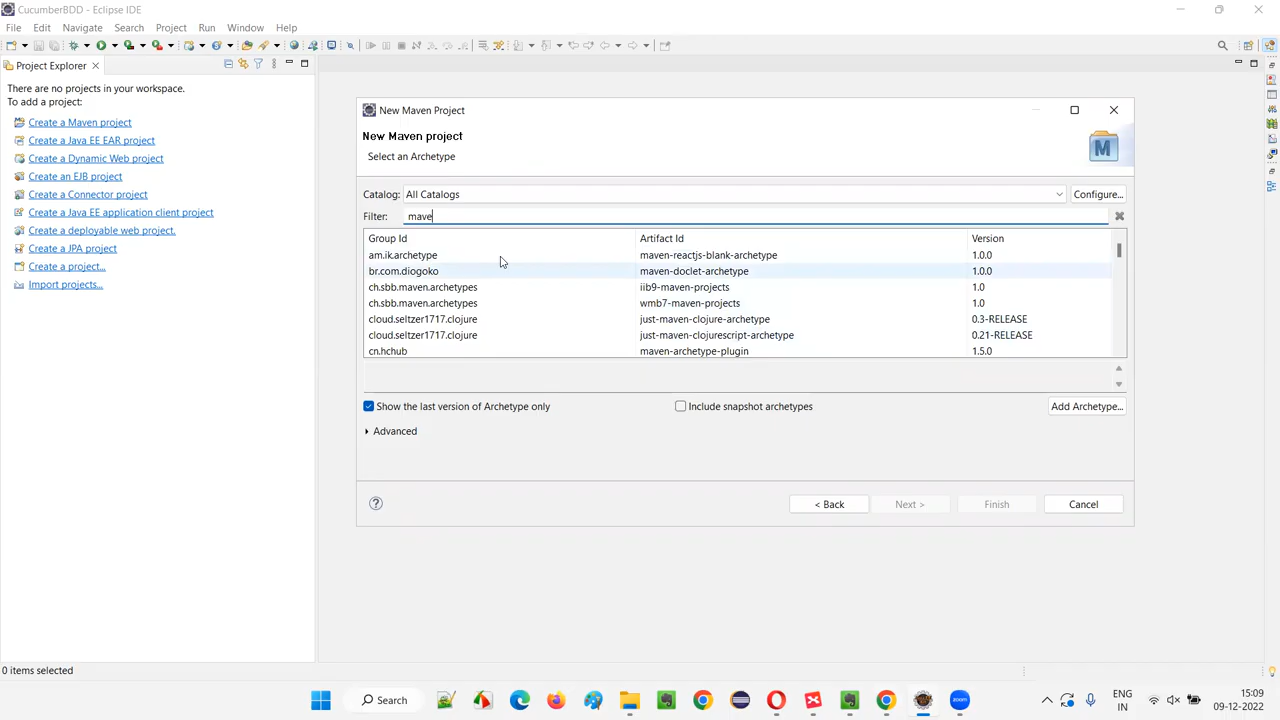 CucumberBDD - Eclipse IDE
File Edit Navigate Search Project Run Window Help
Project Explorer
There are no projects in your workspace.
To add a project:
Create a Maven project
Create a Java EE EAR project
Create a Dynamic Web project
Create an EJB project
Create a Connector project
Create a Java EE application client project
Create a deployable web project.
Create a JPA project
Create a project...
Import projects...
New Maven Project
New Maven project
Select an Archetype
M
Catalog: All Catalogs Configure...
Filter: mave
Group Id Artifact Id Version
am.ik.archetype maven-reactjs-blank-archetype 1.0.0
br.com.diogoko maven-doclet-archetype 1.0.0
ch.sbb.maven.archetypes iib9-maven-projects 1.0
ch.sbb.maven.archetypes wmb7-maven-projects 1.0
cloud.seltzer1717.clojure just-maven-clojure-archetype 0.3-RELEASE
cloud.seltzer1717.clojure just-maven-clojurescript-archetype 0.21-RELEASE
cn.hchub maven-archetype-plugin 1.5.0
Show the last version of Archetype only Include snapshot archetypes Add Archetype...
Advanced
? < Back Next > Finish Cancel
0 items selected
Search zoom ENG IN 15:09 09-12-2022